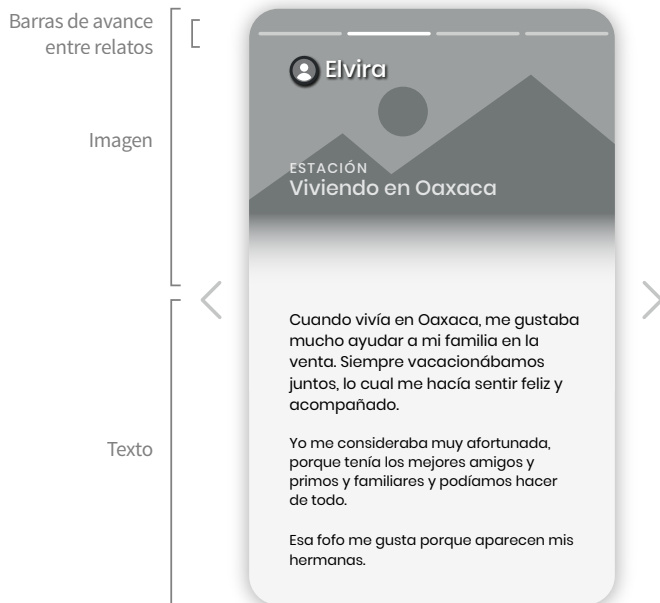 Barras de avance
entre relatos
Imagen
Texto
Elvira
ESTACIÓN
Viviendo en Oaxaca
Cuando vivía en Oaxaca, me gustaba
mucho ayudar a mi familia en la
venta. Siempre vacacionábamos
juntos, lo cual me hacía sentir feliz y
acompañado.
Yo me consideraba muy afortunada,
porque tenía los mejores amigos y
primos y familiares y podíamos hacer
de todo.
Esa fofo me gusta porque aparecen mis
hermanas.